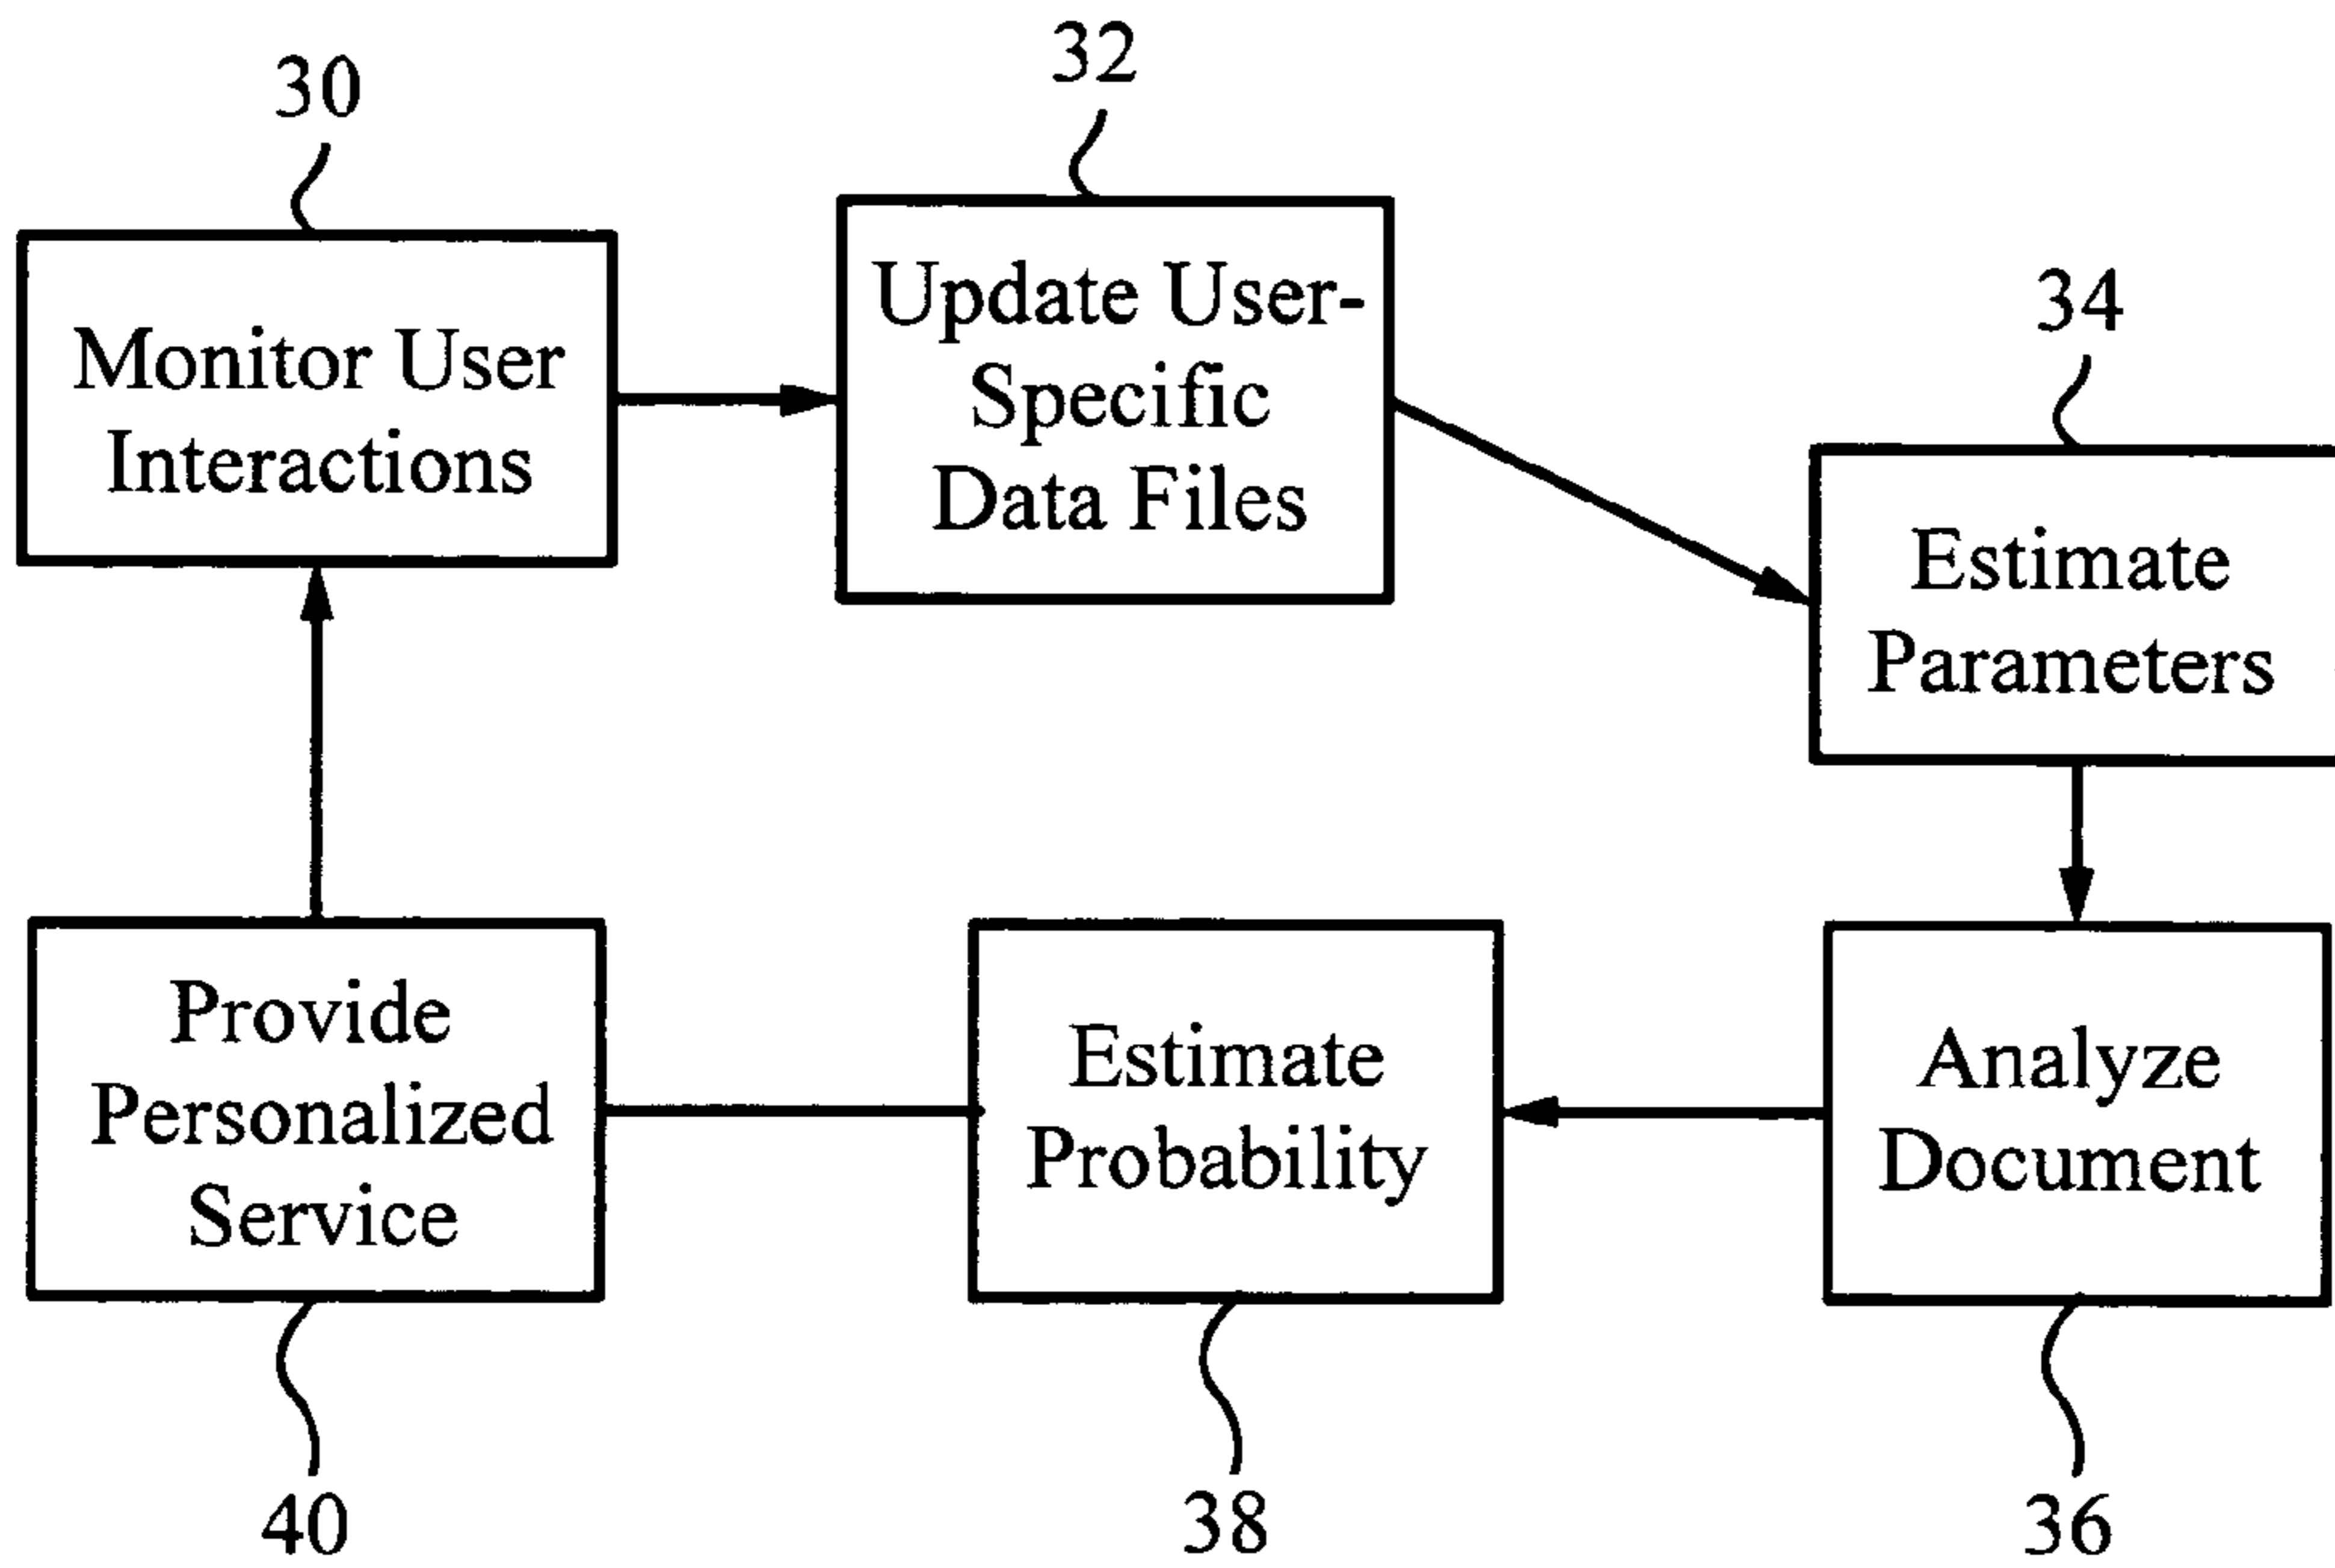 30
32
34
Monitor User
Interactions
Update User-
Specific
Data Files
Estimate
Parameters
Provide
Personalized
Service
Estimate
Probability
Analyze
Document
40
38
36